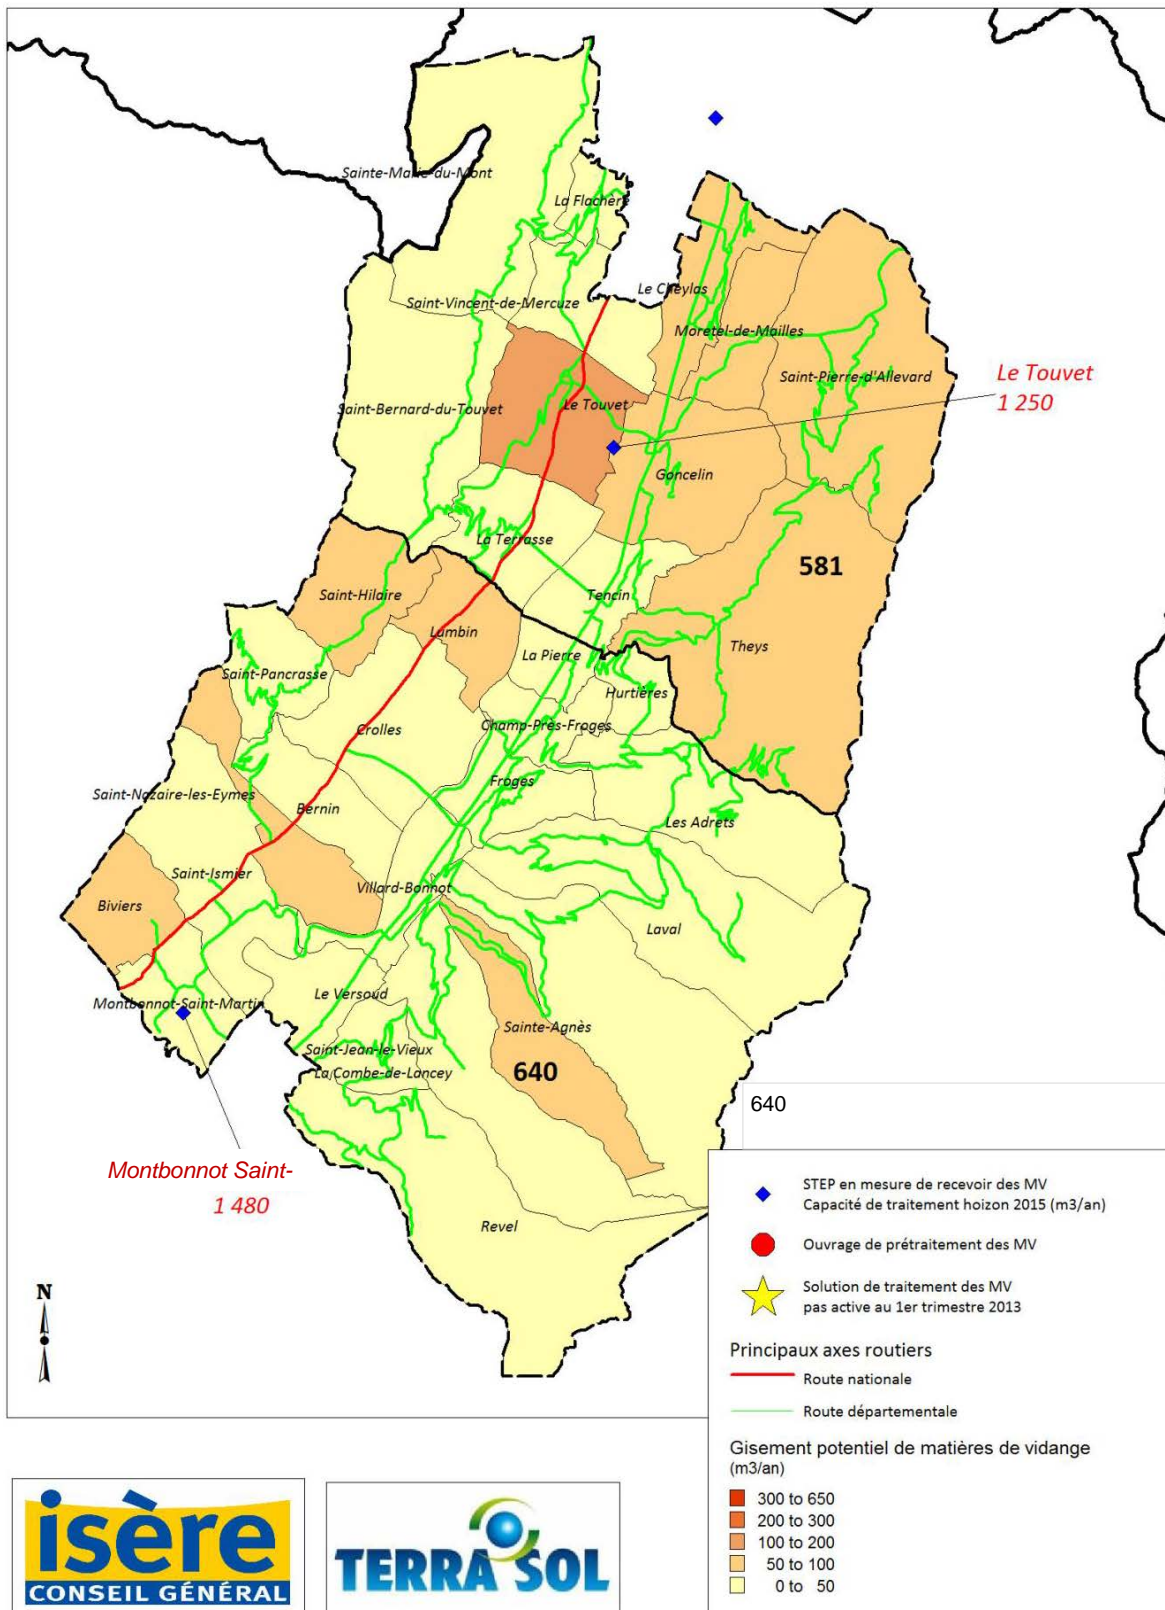 Sainte-Marie-du-Mont
La Flachère
Saint-Vincent-de-Mercuze
Le Cheylas
Moretel-de-Mailles
Saint-Pierre-d'Allevard
Le Touvet
1 250
Saint-Bernard-du-Touvet
Le Touvet
Goncelin
La Terrasse
581
Saint-Hilaire
Tencin
Lumbin
Theys
La Pierre
Saint-Pancrasse
Hurtières
Crolles
Champ-Près-Froges
Froges
Saint-Nazaire-les-Eymes
Bernin
Les Adrets
Saint-Ismier
Villard-Bonnot
Biviers
Laval
Le Versoud
Montbonnot-Saint-Martin
Sainte-Agnès
Saint-Jean-le-Vieux
La Combe-de-Lancey
640
640
Montbonnot Saint-
1 480
Revel
N
STEP en mesure de recevoir des MV
Capacité de traitement hoizon 2015 (m3/an)
Ouvrage de prétraitement des MV
Solution de traitement des MV
pas active au 1er trimestre 2013
Principaux axes routiers
Route nationale
Route départementale
Gisement potentiel de matières de vidange
(m3/an)
300 to 650
200 to 300
100 to 200
50 to 100
0 to 50
isère
CONSEIL GÉNÉRAL
TERRA SOL